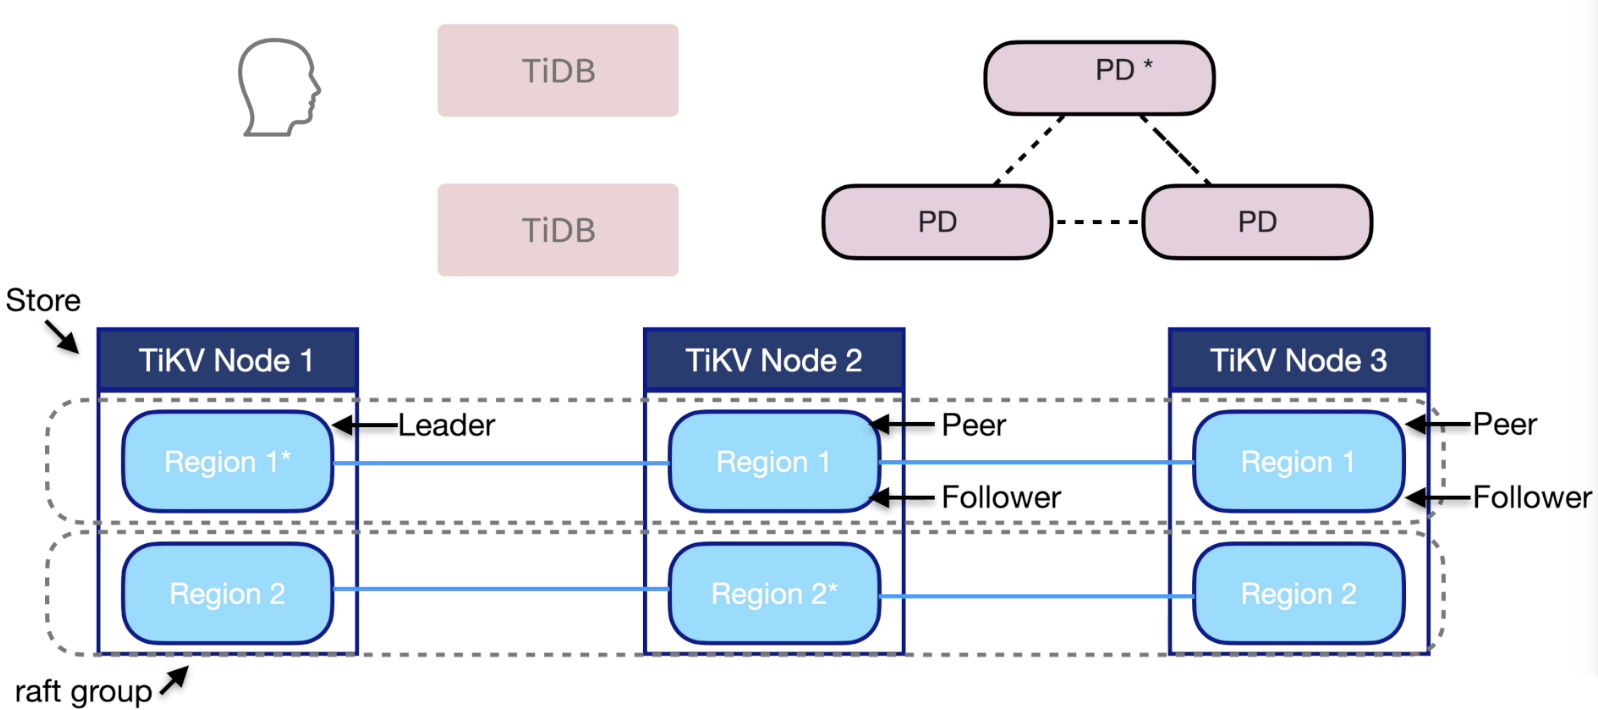 TiDB
PD *
TiDB
PD
PD
Store
TiKV Node 1
TiKV Node 2
TiKV Node 3
Leader
Peer
Peer
Region 1*
Region 1
Region 1
Follower
Follower
Region 2
Region 2*
Region 2
raft group